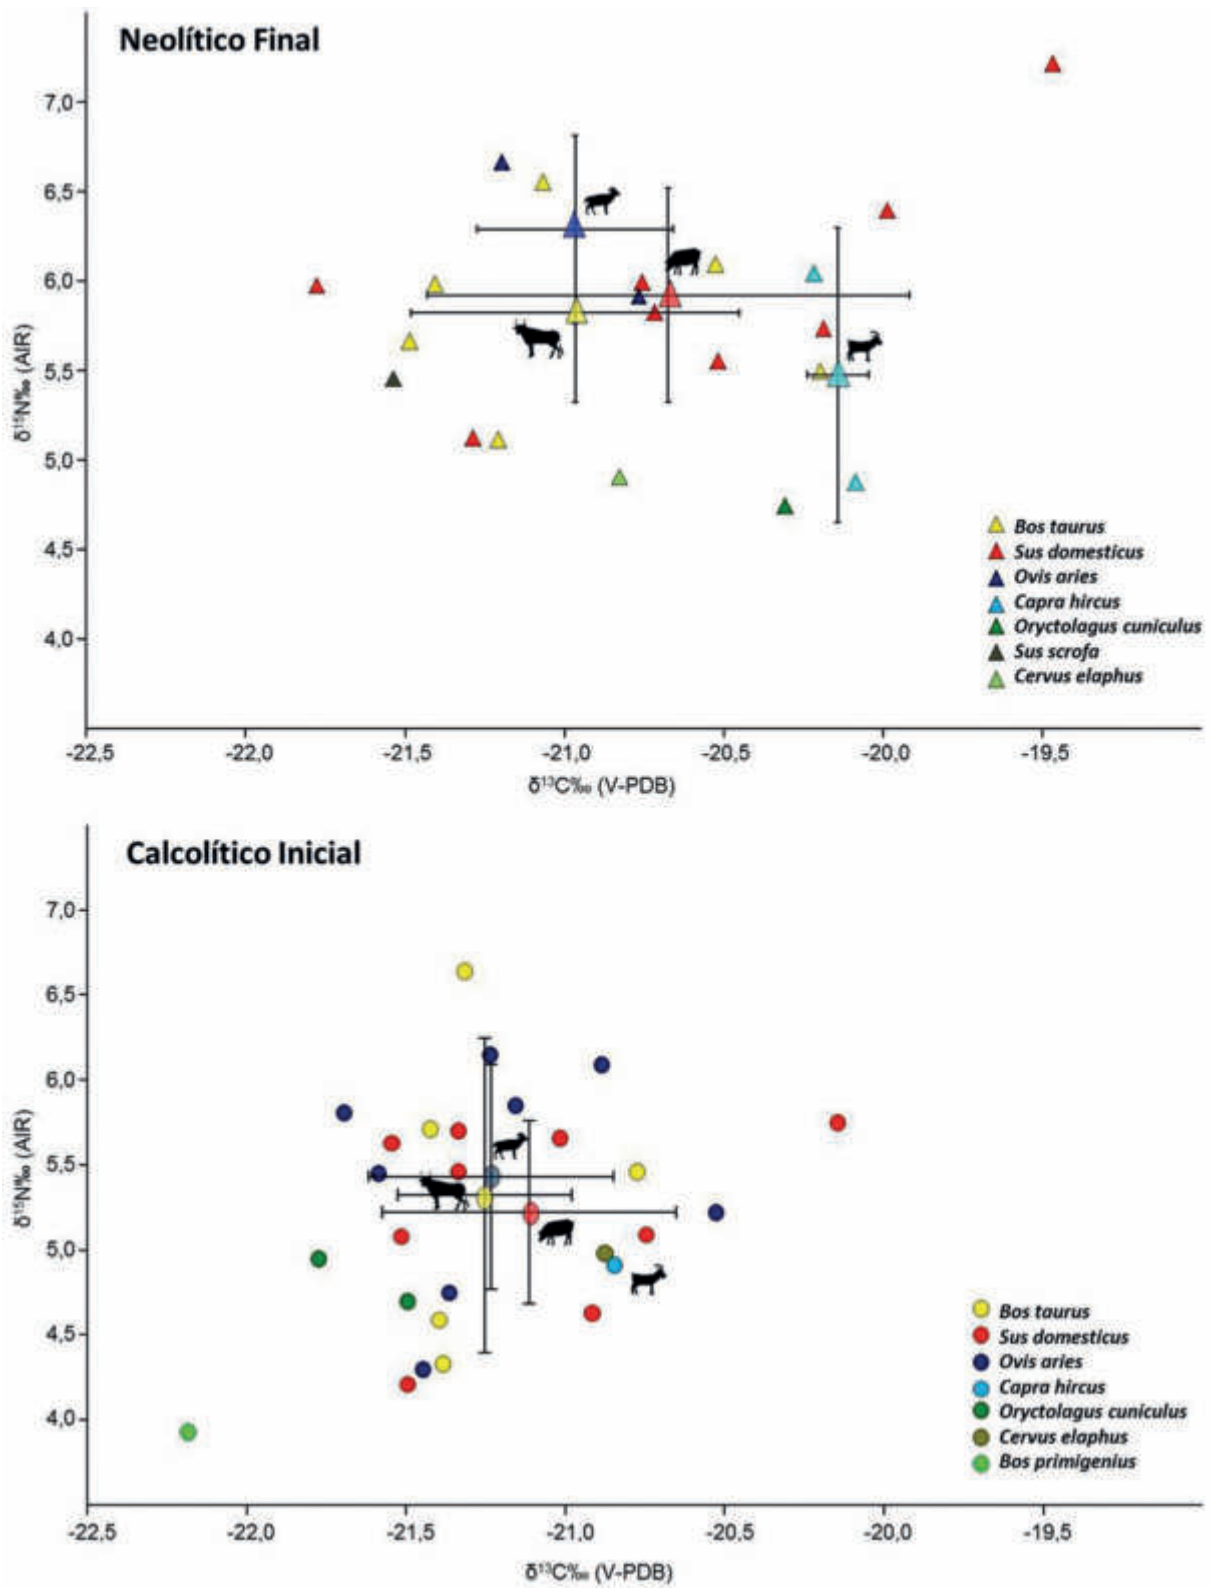 Neolítico Final
7,0
6,5
6,0
5,5
5,0
4,5
4,0
δ¹⁵N‰ (AIR)
Bos taurus
Sus domesticus
Ovis aries
Capra hircus
Oryctolagus cuniculus
Sus scrofa
Cervus elaphus
-22,5 -22,0 -21,5 -21,0 -20,5 -20,0 -19,5
δ¹³C‰ (V-PDB)
Calcolítico Inicial
7,0
6,5
6,0
5,5
5,0
4,5
4,0
δ¹⁵N‰ (AIR)
Bos taurus
Sus domesticus
Ovis aries
Capra hircus
Oryctolagus cuniculus
Cervus elaphus
Bos primigenius
-22,5 -22,0 -21,5 -21,0 -20,5 -20,0 -19,5
δ¹³C‰ (V-PDB)